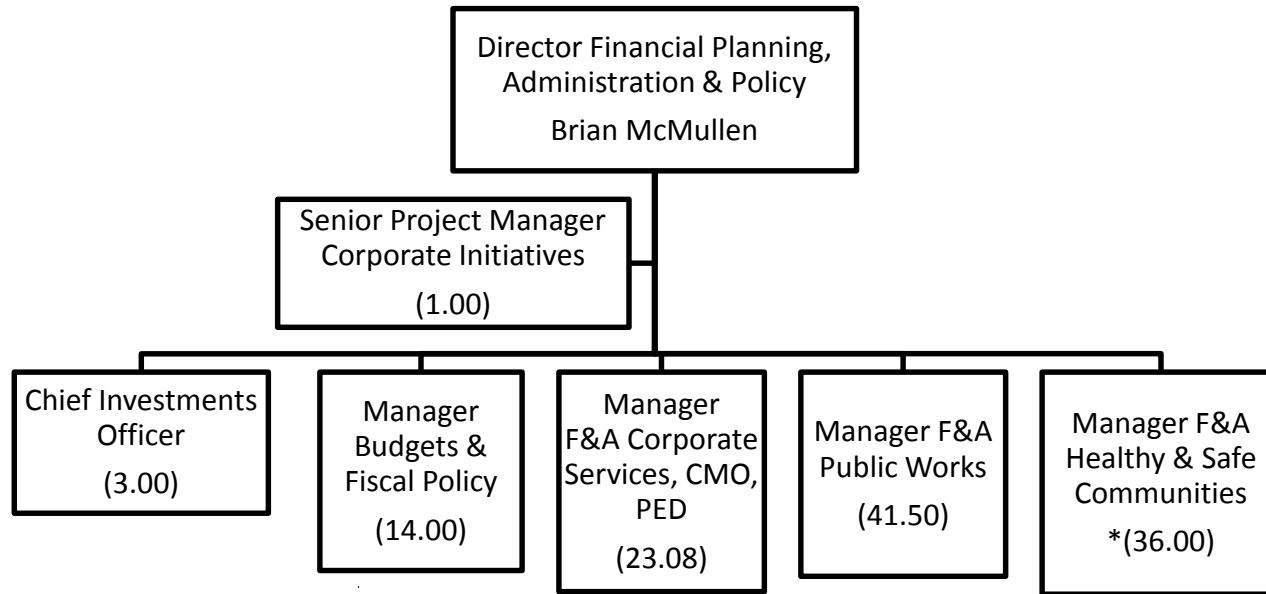 Director Financial Planning,
Administration & Policy
Brian McMullen
Senior Project Manager
Corporate Initiatives
(1.00)
Chief Investments
Officer
(3.00)
Manager
Budgets &
Fiscal Policy
(14.00)
Manager
F&A Corporate
Services, CMO,
PED
(23.08)
Manager F&A
Public Works
(41.50)
Manager F&A
Healthy & Safe
Communities
*(36.00)